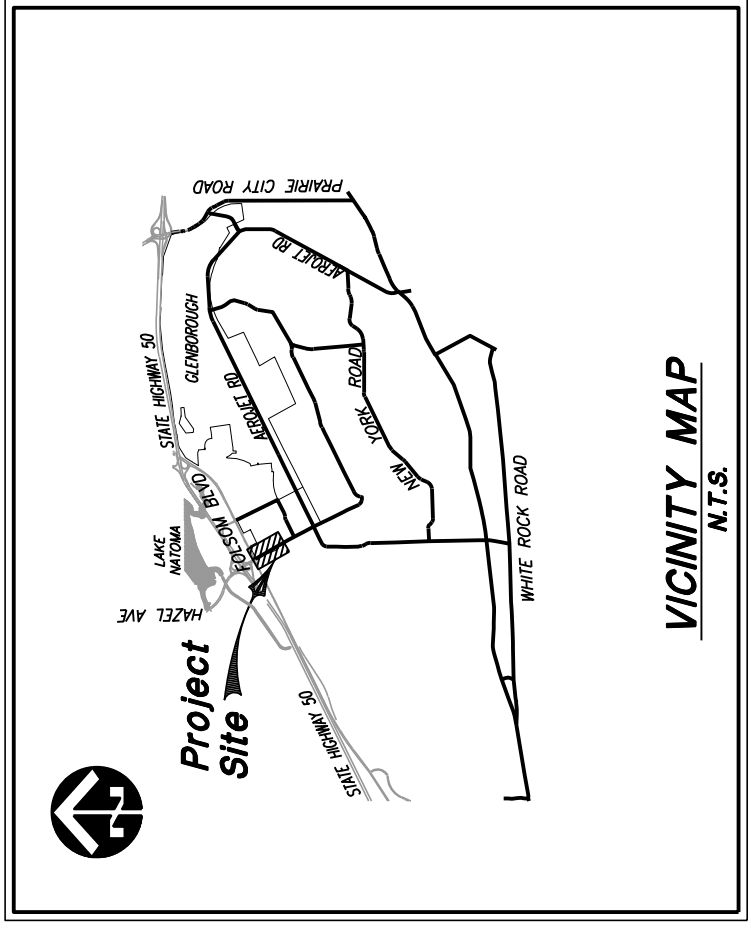 PRAIRIE CITY ROAD
STATE HIGHWAY 50
GLENBOROUGH
AEROJET RD
AEROJET RD
FOLSOM BLVD
LAKE
NATOMA
HAZEL AVE
NEW YORK ROAD
WHITE ROCK ROAD
Project
Site
STATE HIGHWAY 50
VICINITY MAP
N.T.S.